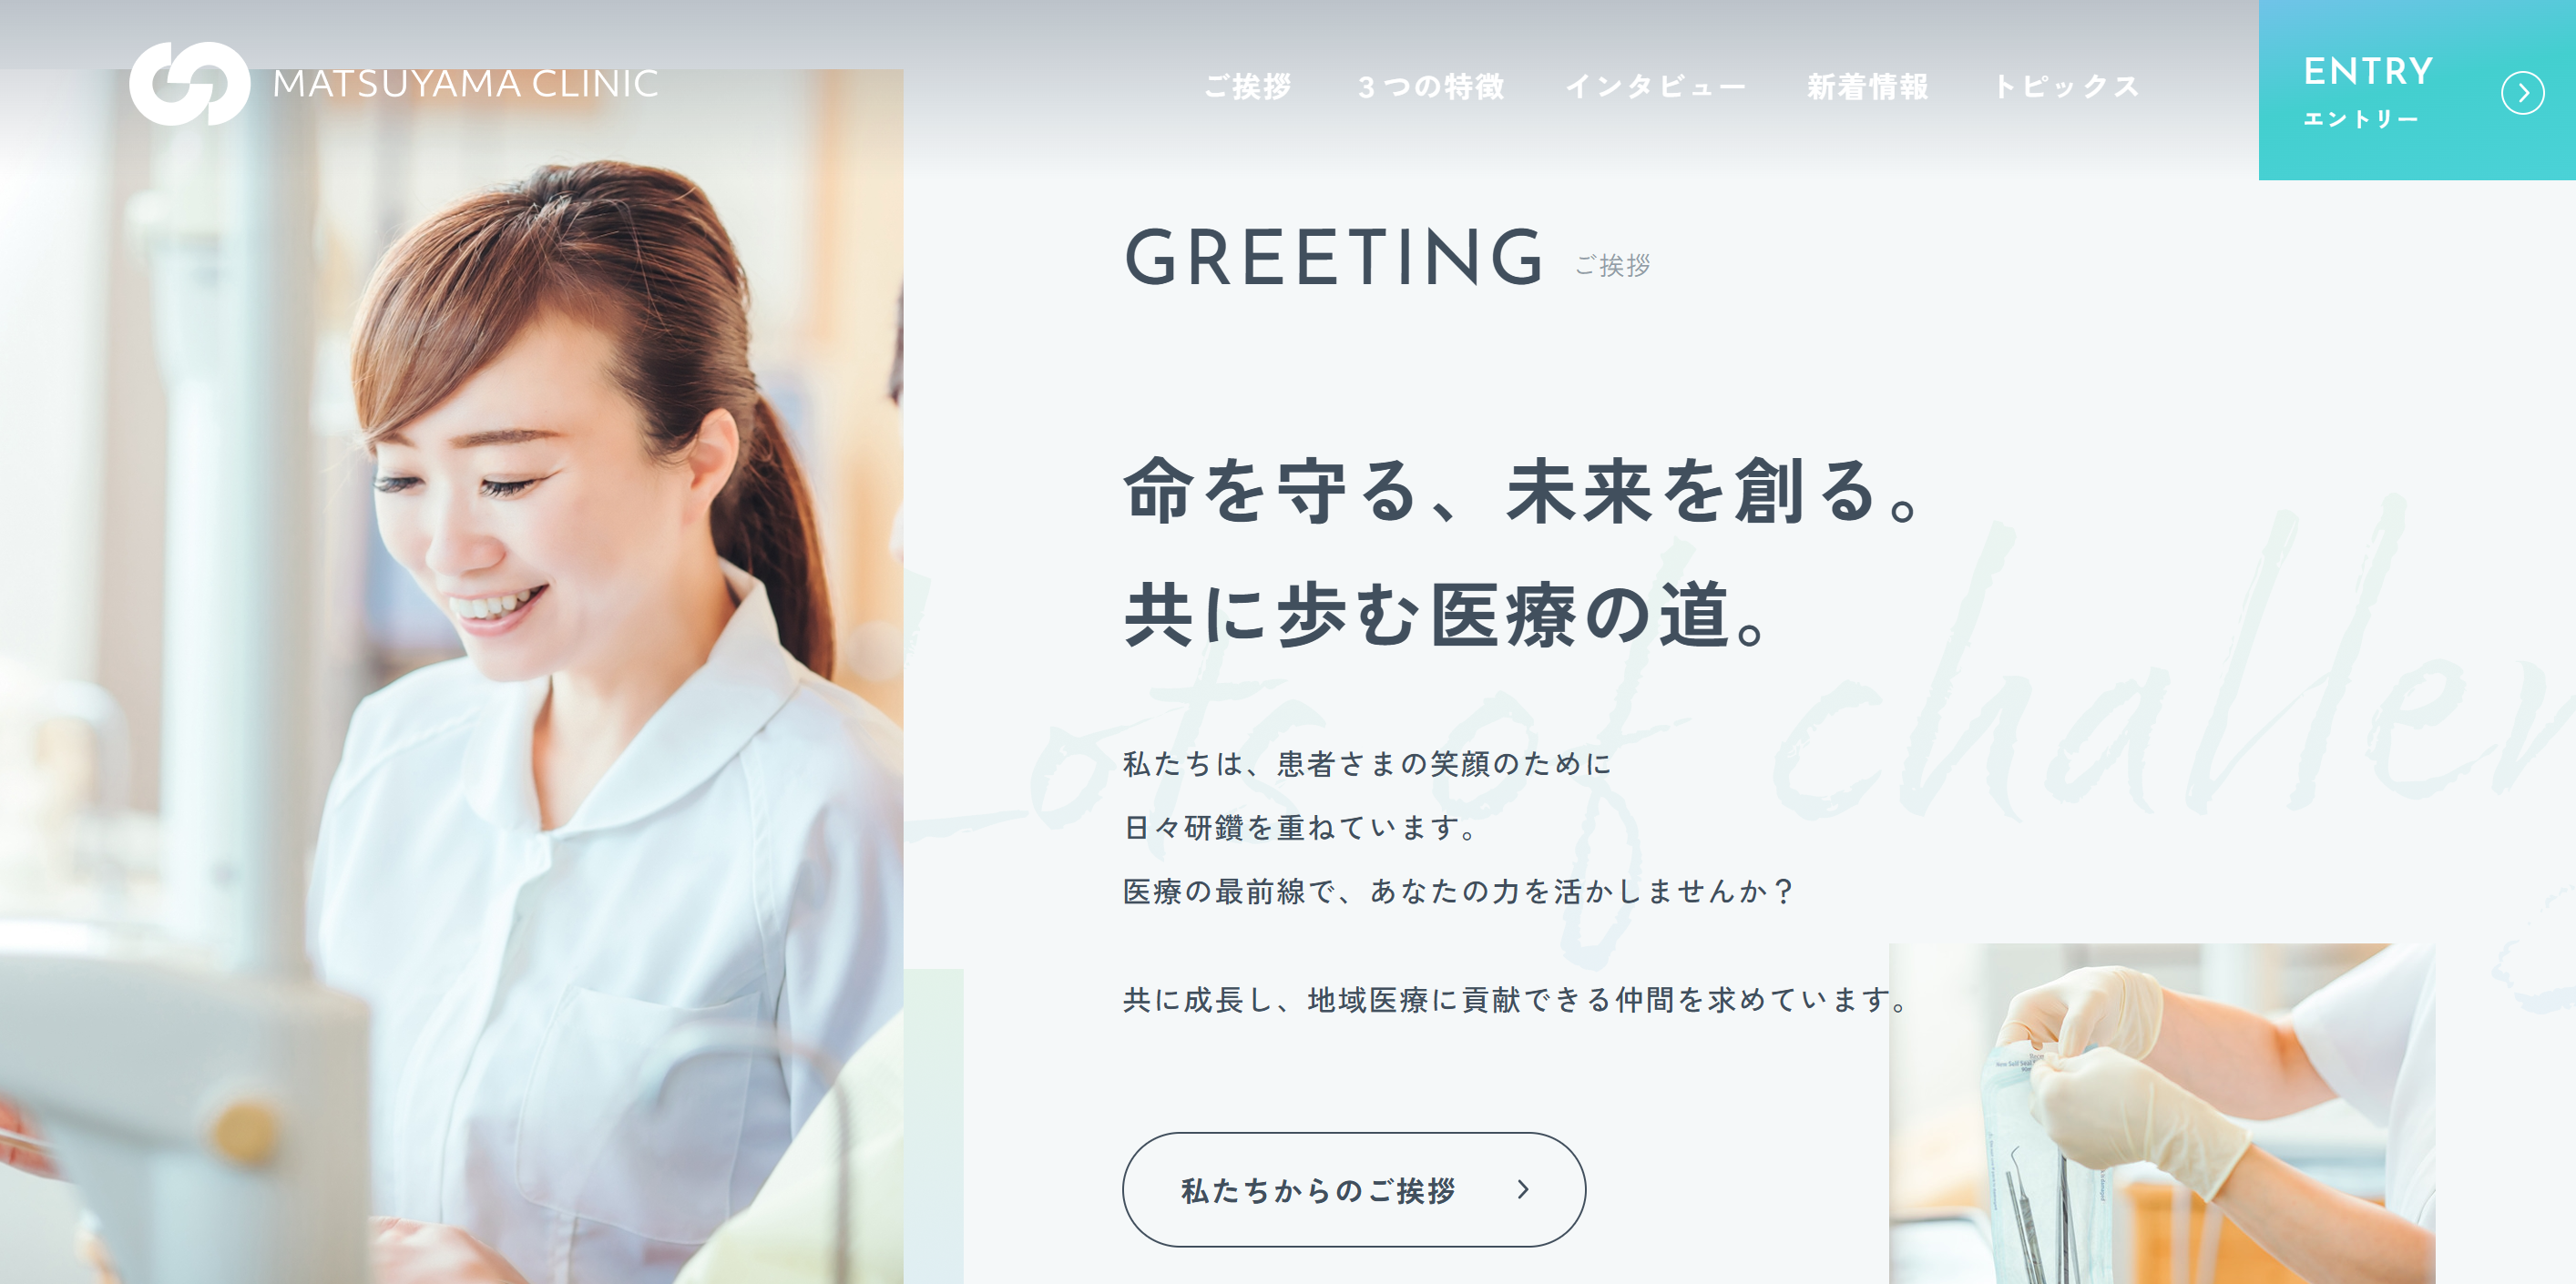 MATSUYAMA CLINIC
ご挨拶
３つの特徴
インタビュー
新着情報
トピックス
ENTRY
エントリー
GREETING ご挨拶
命を守る、未来を創る。
共に歩む医療の道。
Lots of challen
私たちは、患者さまの笑顔のために
日々研鑽を重ねています。
医療の最前線で、あなたの力を活かしませんか？
共に成長し、地域医療に貢献できる仲間を求めています。
私たちからのご挨拶